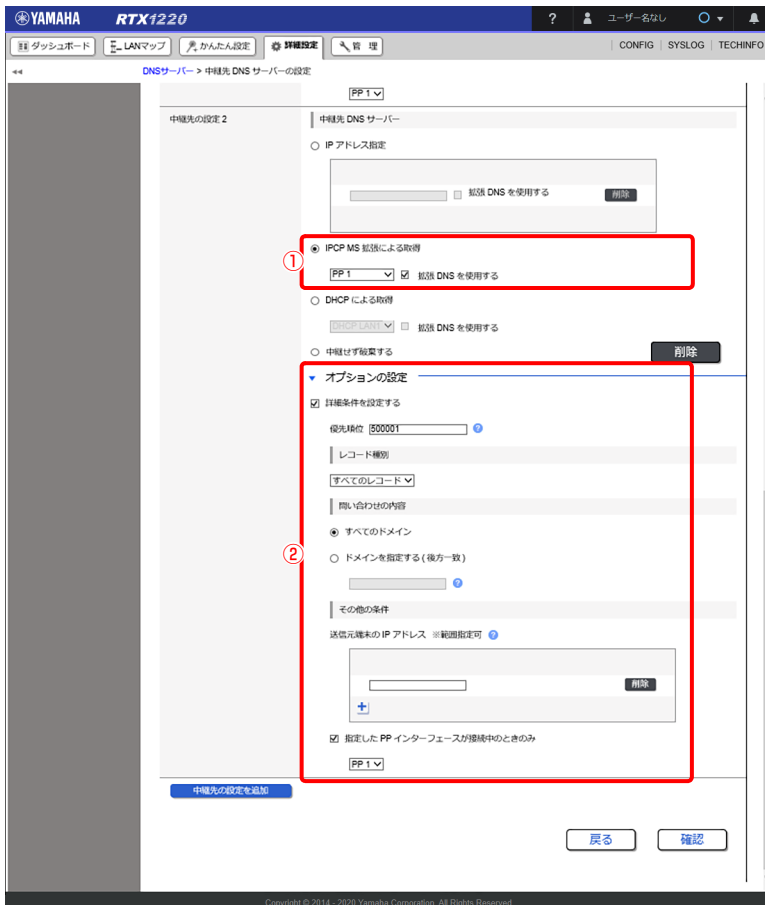 YAMAHA RTX1220 ? ユーザー名なし
ダッシュボード LANマップ かんたん設定 詳細設定 管 理 CONFIG SYSLOG TECHINFO
◂◂ DNSサーバー > 中継先 DNS サーバーの設定
PP 1
中継先の設定 2 中継先 DNS サーバー
IP アドレス指定
拡張 DNS を使用する 削除
① IPCP MS 拡張による取得
PP 1 拡張 DNS を使用する
DHCP による取得
DHCP LAN1 拡張 DNS を使用する
中継せず破棄する 削除
オプションの設定
詳細条件を設定する
優先順位 500001 ?
レコード種別
すべてのレコード
問い合わせの内容
すべてのドメイン
② ドメインを指定する ( 後方一致 )
?
その他の条件
送信元端末の IP アドレス ※範囲指定可 ?
削除
+
指定した PP インターフェースが接続中のときのみ
PP 1
中継先の設定を追加
戻る 確認
Copyright © 2014 - 2020 Yamaha Corporation. All Rights Reserved.